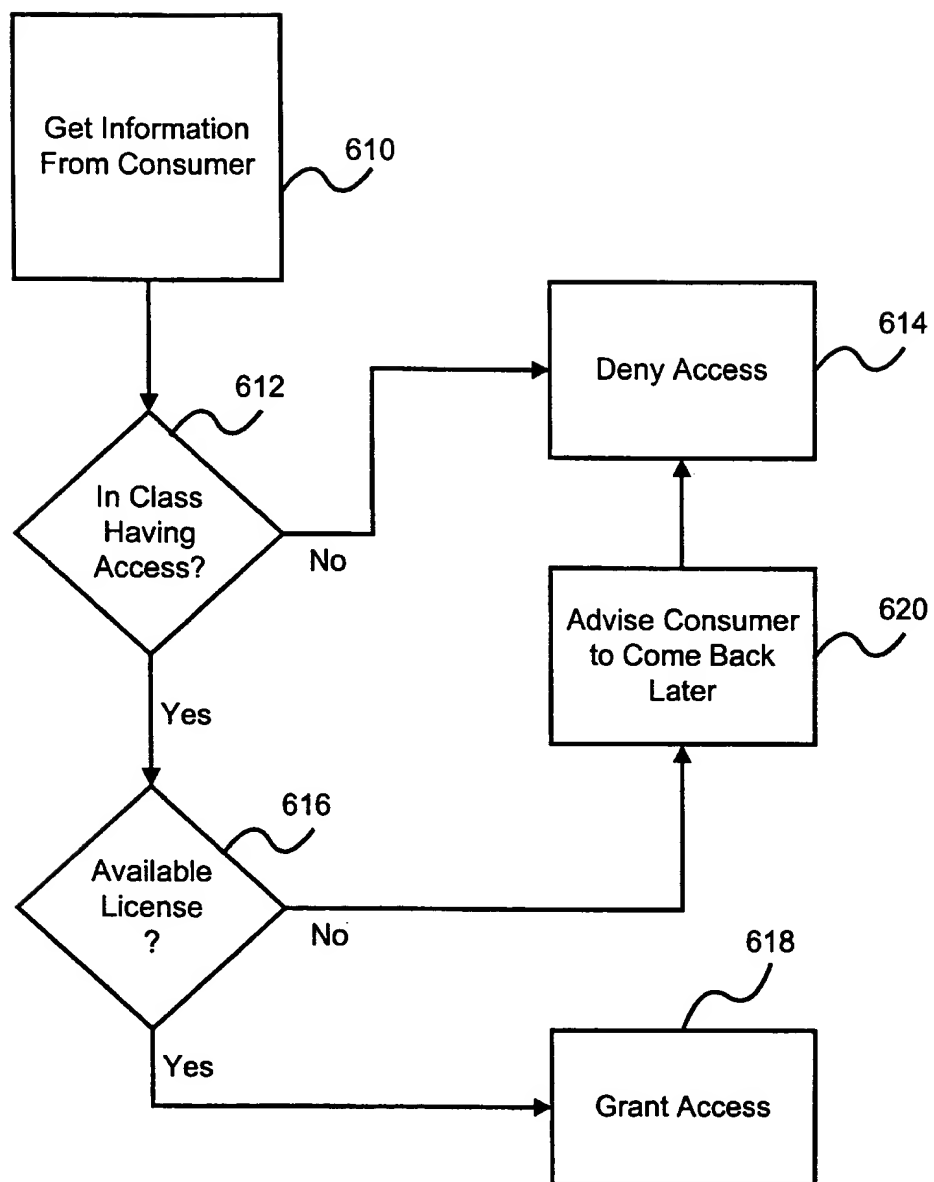 Get Information
From Consumer
610
614
Deny Access
612
In Class
Having
Access?
No
620
Advise Consumer
to Come Back
Later
Yes
616
Available
License
?
No
618
Yes
Grant Access